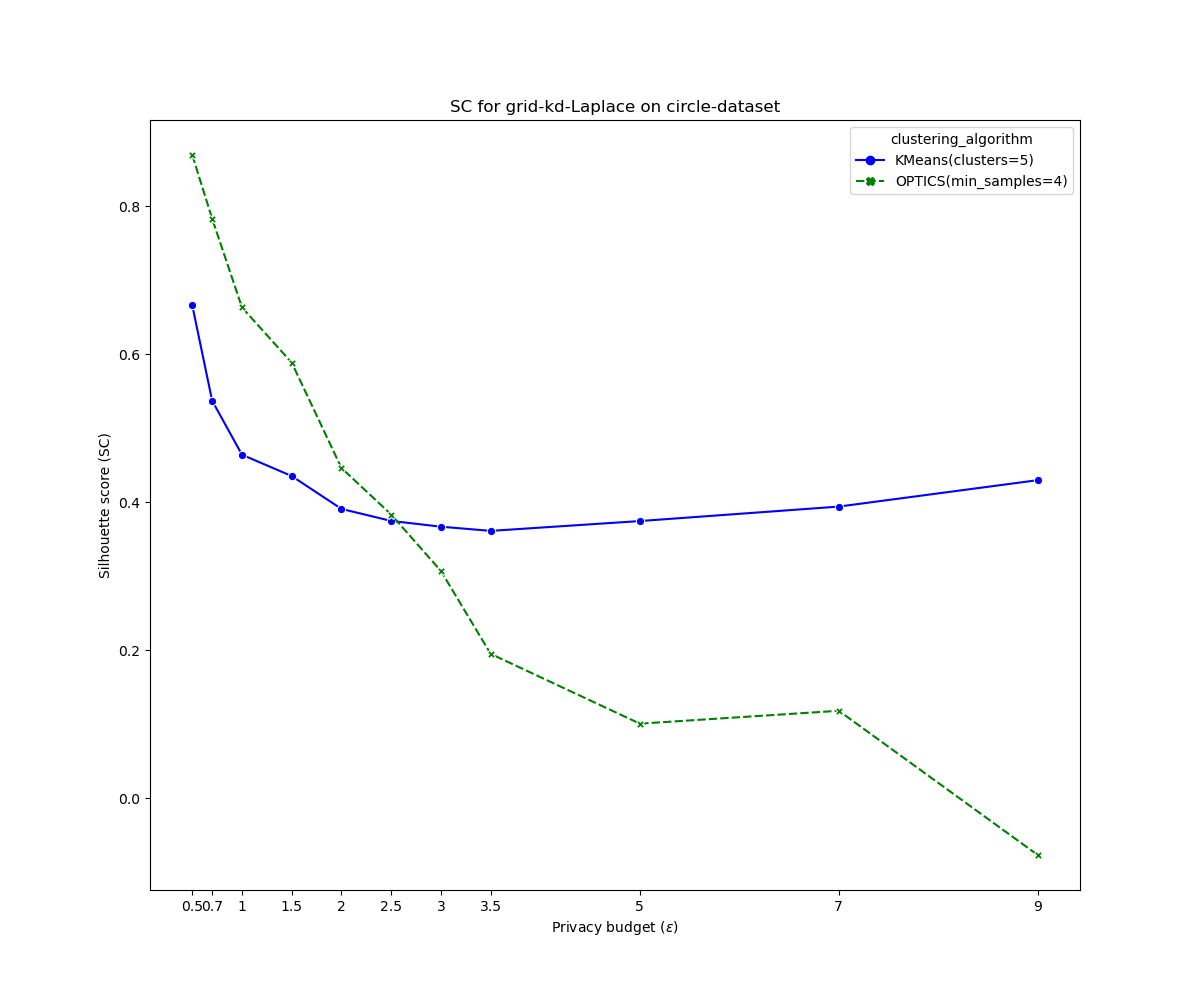 SC for grid-kd-Laplace on circle-dataset
clustering_algorithm
KMeans(clusters=5)
OPTICS(min_samples=4)
Silhouette score (SC)
0.8
0.6
0.4
0.2
0.0
0.5 0.7 1 1.5 2 2.5 3 3.5 5 7 9
Privacy budget (ε)